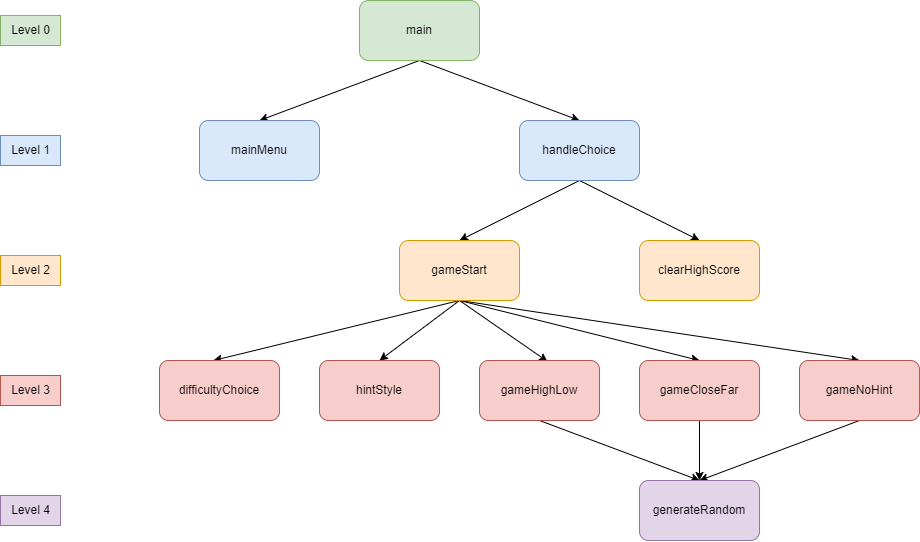 Level 0
main
Level 1
mainMenu
handleChoice
Level 2
gameStart
clearHighScore
Level 3
difficultyChoice
hintStyle
gameHighLow
gameCloseFar
gameNoHint
Level 4
generateRandom